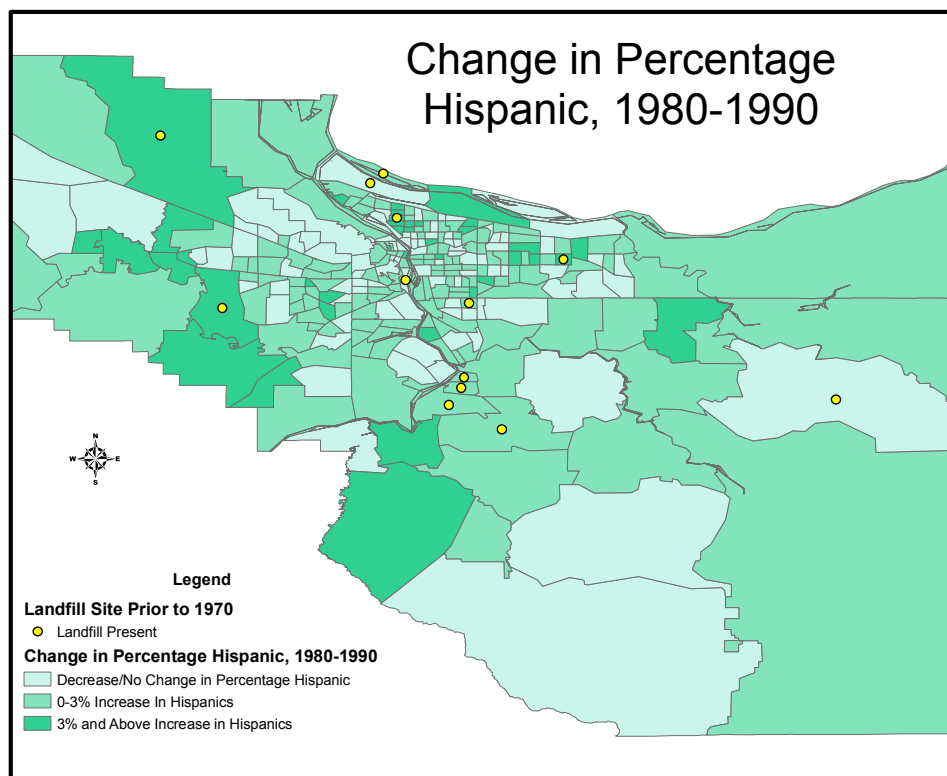 Change in Percentage
Hispanic, 1980-1990
N
W E
S
Legend
Landfill Site Prior to 1970
Landfill Present
Change in Percentage Hispanic, 1980-1990
Decrease/No Change in Percentage Hispanic
0-3% Increase In Hispanics
3% and Above Increase in Hispanics